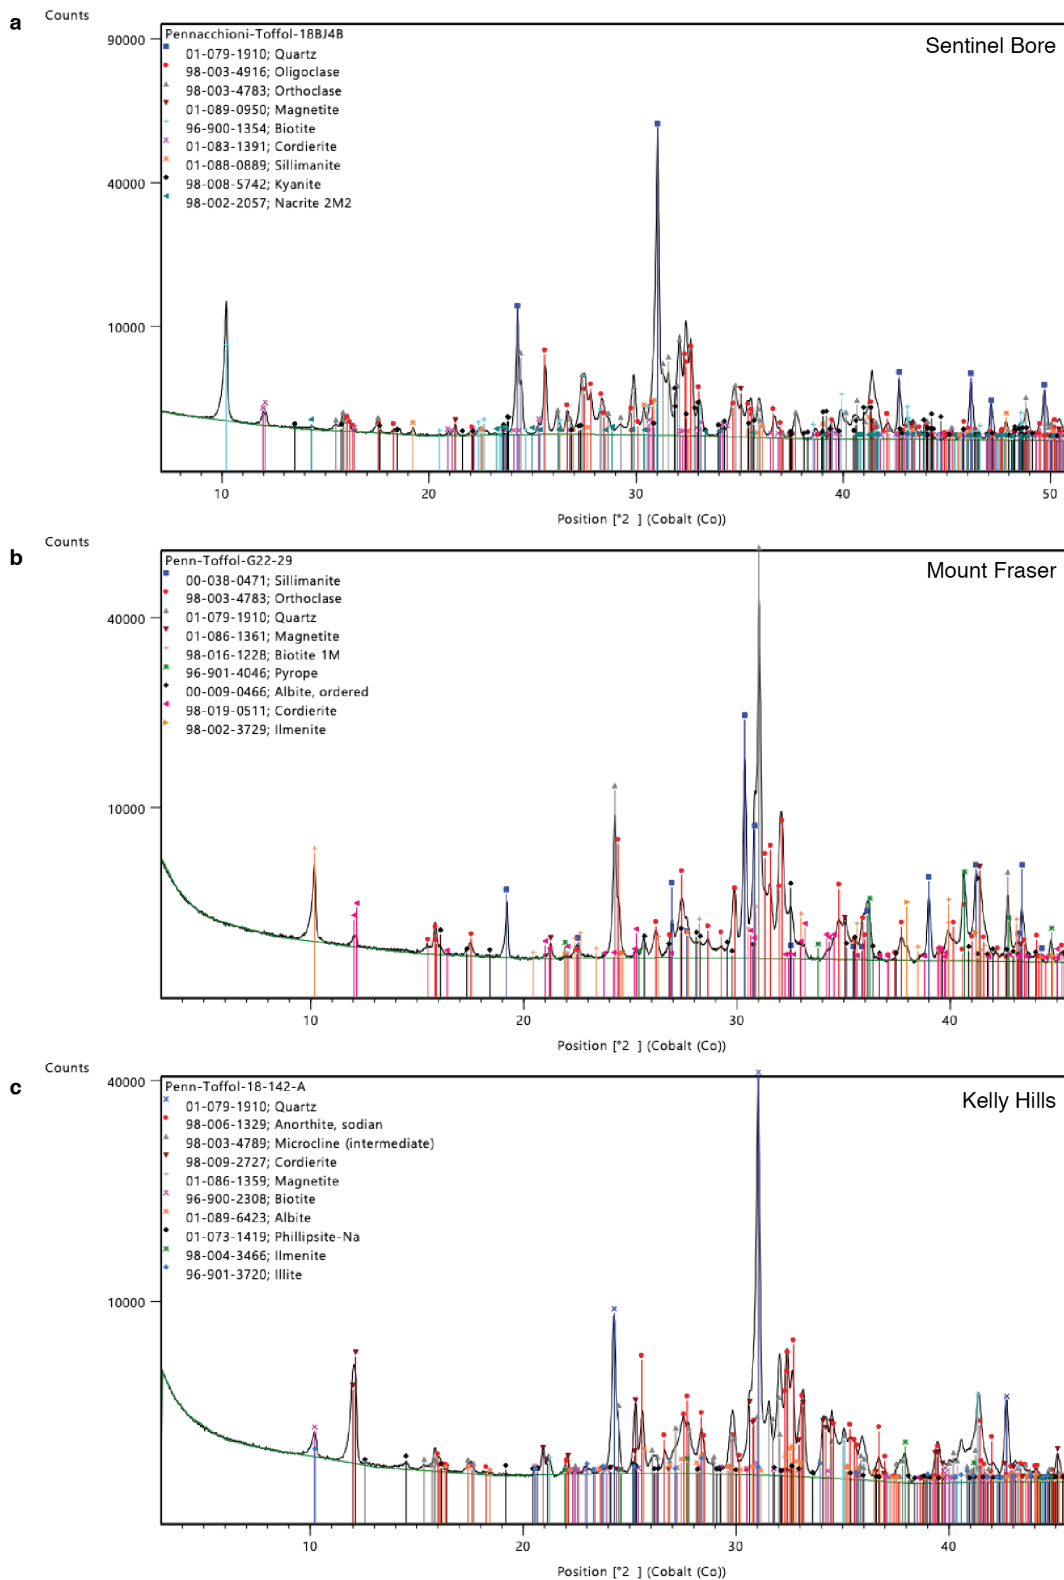 a
Counts
Sentinel Bore
Pennacchioni-Toffol-18BJ4B
01-079-1910; Quartz
98-003-4916; Oligoclase
98-003-4783; Orthoclase
01-089-0950; Magnetite
96-900-1354; Biotite
01-083-1391; Cordierite
01-088-0889; Sillimanite
98-008-5742; Kyanite
98-002-2057; Nacrite 2M2
90000
40000
10000
10 20 30 40 50
Position [°2 ] (Cobalt (Co))
b
Counts
Mount Fraser
Penn-Toffol-G22-29
00-038-0471; Sillimanite
98-003-4783; Orthoclase
01-079-1910; Quartz
01-086-1361; Magnetite
98-016-1228; Biotite 1M
96-901-4046; Pyrope
00-009-0466; Albite, ordered
98-019-0511; Cordierite
98-002-3729; Ilmenite
40000
10000
10 20 30 40
Position [°2 ] (Cobalt (Co))
c
Counts
Kelly Hills
Penn-Toffol-18-142-A
01-079-1910; Quartz
98-006-1329; Anorthite, sodian
98-003-4789; Microcline (intermediate)
98-009-2727; Cordierite
01-086-1359; Magnetite
96-900-2308; Biotite
01-089-6423; Albite
01-073-1419; Phillipsite-Na
98-004-3466; Ilmenite
96-901-3720; Illite
40000
10000
10 20 30 40
Position [°2 ] (Cobalt (Co))